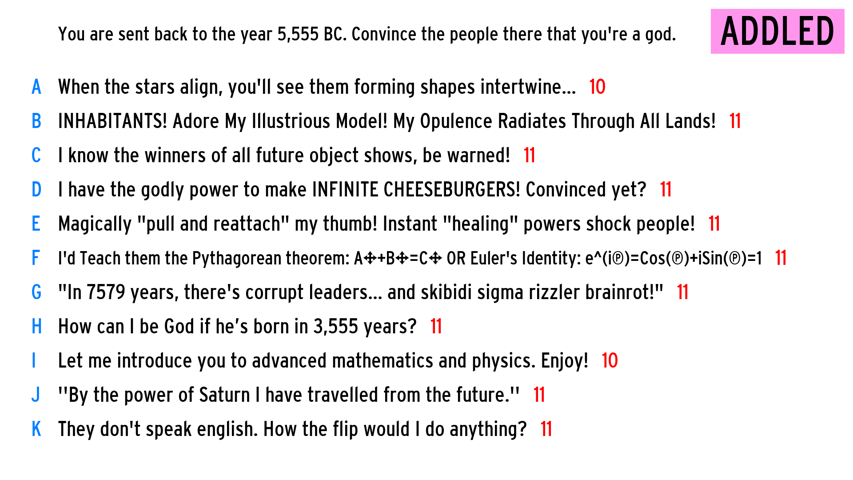 You are sent back to the year 5,555 BC. Convince the people there that you're a god.
ADDLED
A When the stars align, you'll see them forming shapes intertwine... 10
B INHABITANTS! Adore My Illustrious Model! My Opulence Radiates Through All Lands! 11
C I know the winners of all future object shows, be warned! 11
D I have the godly power to make INFINITE CHEESEBURGERS! Convinced yet? 11
E Magically "pull and reattach" my thumb! Instant "healing" powers shock people! 11
F I'd Teach them the Pythagorean theorem: A✢+B✢=C✢ OR Euler's Identity: e^(i℗)=Cos(℗)+iSin(℗)=1 11
G "In 7579 years, there's corrupt leaders... and skibidi sigma rizzler brainrot!" 11
H How can I be God if he’s born in 3,555 years? 11
I Let me introduce you to advanced mathematics and physics. Enjoy! 10
J ''By the power of Saturn I have travelled from the future.'' 11
K They don't speak english. How the flip would I do anything? 11